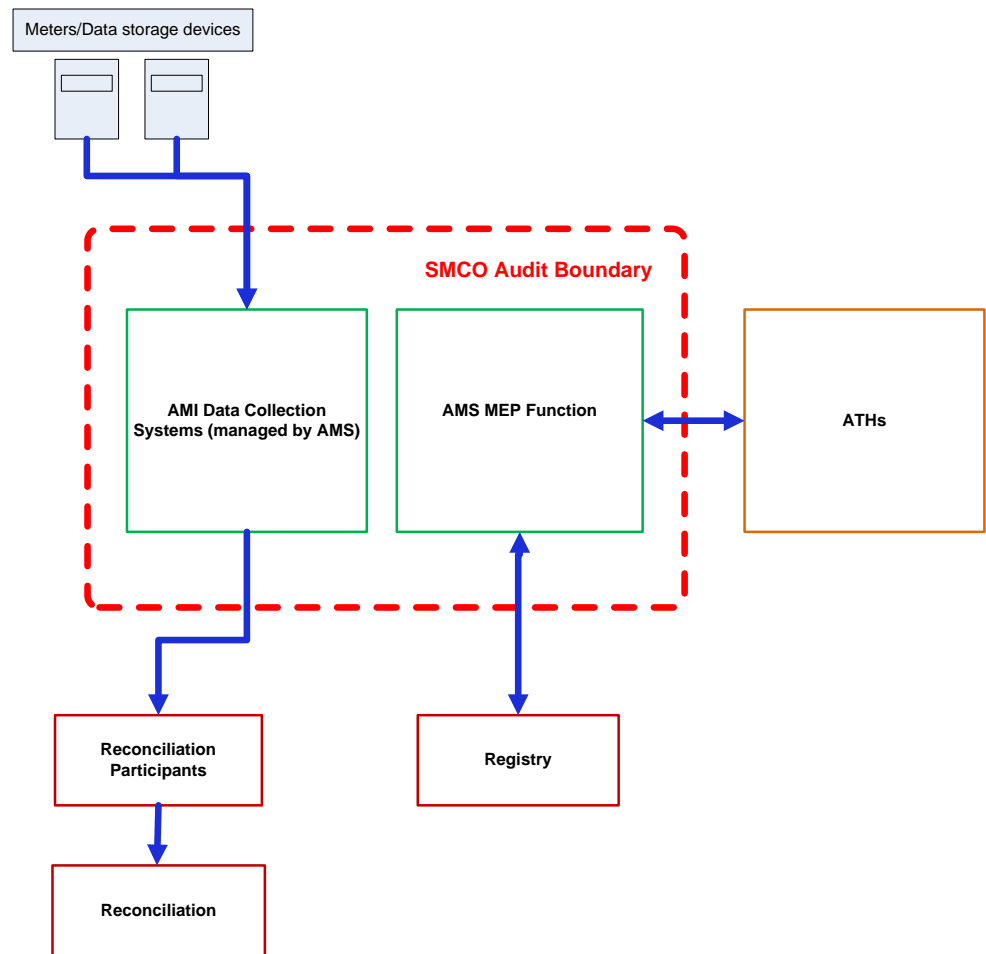 Meters/Data storage devices
SMCO Audit Boundary
AMI Data Collection
Systems (managed by AMS)
AMS MEP Function
ATHs
Reconciliation
Participants
Registry
Reconciliation